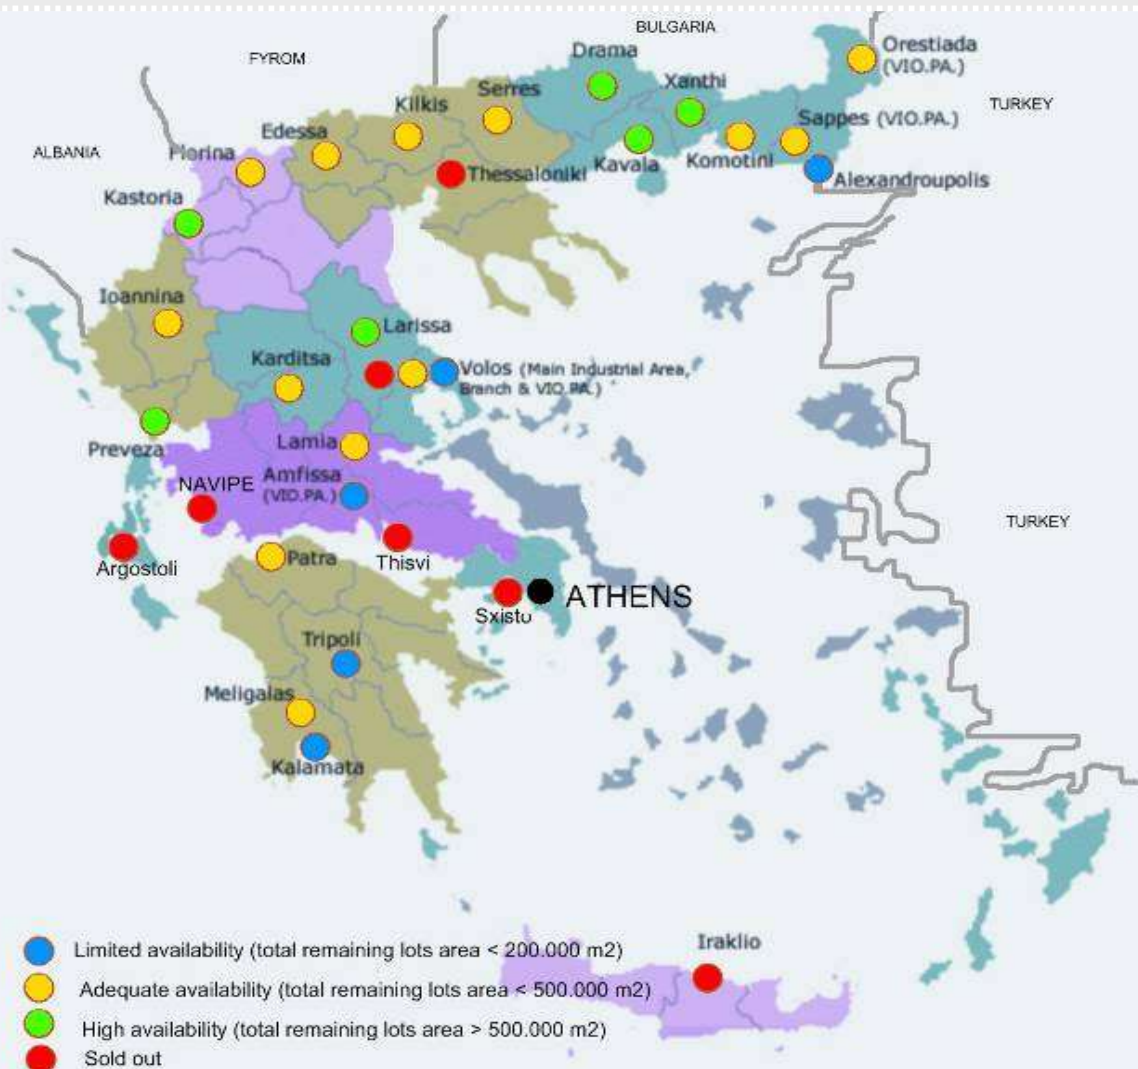 BULGARIA
FYROM
Drama
Orestiada
(VIO.PA.)
Xanthi
Serres
Kilkis
TURKEY
Sappes (VIO.PA.)
Edessa
ALBANIA
Florina
Kavala
Komotini
Thessaloniki
Alexandroupolis
Kastoria
Ioannina
Larissa
Karditsa
Volos (Main Industrial Area,
Branch & VIO.PA.)
Preveza
Lamia
Amfissa
(VIO.PA.)
NAVIPE
TURKEY
Patra
Thisvi
Argostoli
ATHENS
Sxisto
Tripoli
Meligalas
Kalamata
Iraklio
Limited availability (total remaining lots area < 200.000 m2)
Adequate availability (total remaining lots area < 500.000 m2)
High availability (total remaining lots area > 500.000 m2)
Sold out